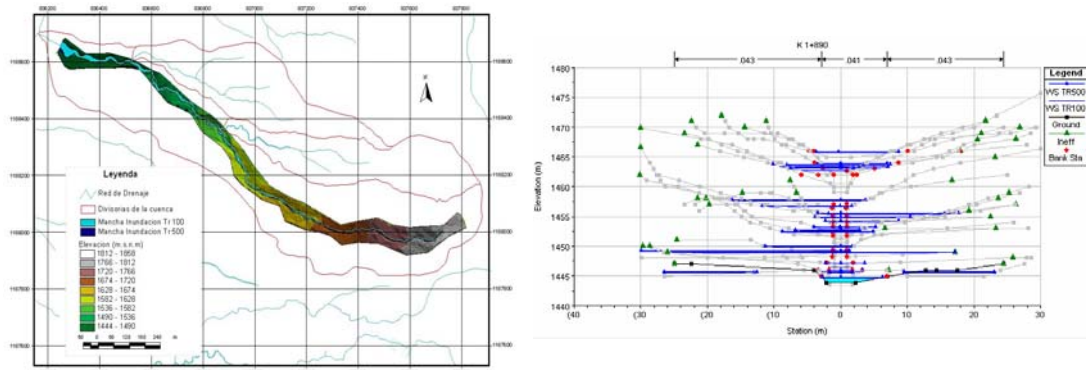 Leyenda
Red de Drenaje
Divisorias de la cuenca
Mancha Inundacion Tr 100
Mancha Inundacion Tr 500
Elevacion (m.s.n.m)
1812 - 1858
1766 - 1812
1720 - 1766
1674 - 1720
1628 - 1674
1582 - 1628
1536 - 1582
1490 - 1536
1444 - 1490
m
K 1+890
.043
.041
.043
Legend
WS TR500
WS TR100
Ground
Ineff
Bank Sta
Elevation (m)
1480
1475
1470
1465
1460
1455
1450
1445
1440
(40
(30
(20
(10
0
10
20
30
Station (m)